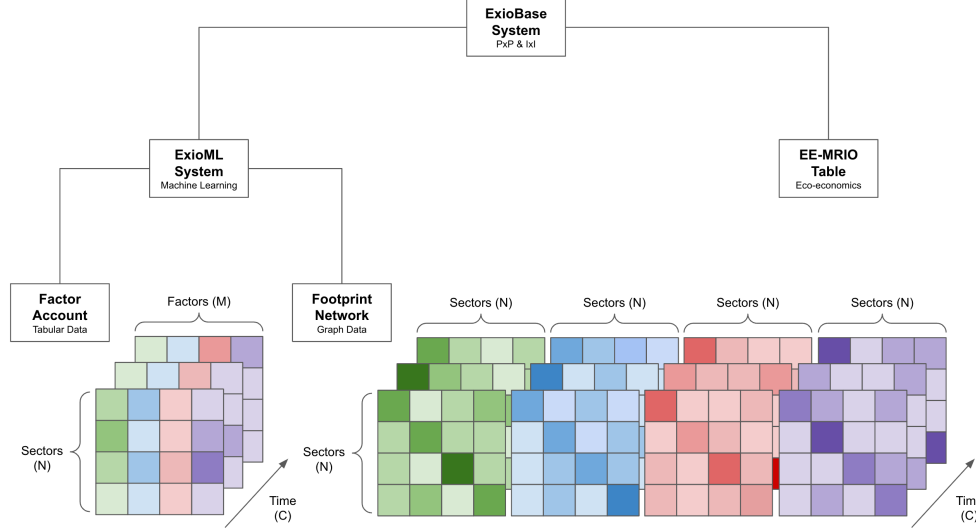 ExioBase
System
PxP & IxI
ExioML
System
Machine Learning
EE-MRIO
Table
Eco-economics
Factor
Account
Tabular Data
Factors (M)
Footprint
Network
Graph Data
Sectors (N)
Sectors (N)
Sectors (N)
Sectors (N)
Sectors
(N)
Sectors
(N)
Time
(C)
Time
(C)